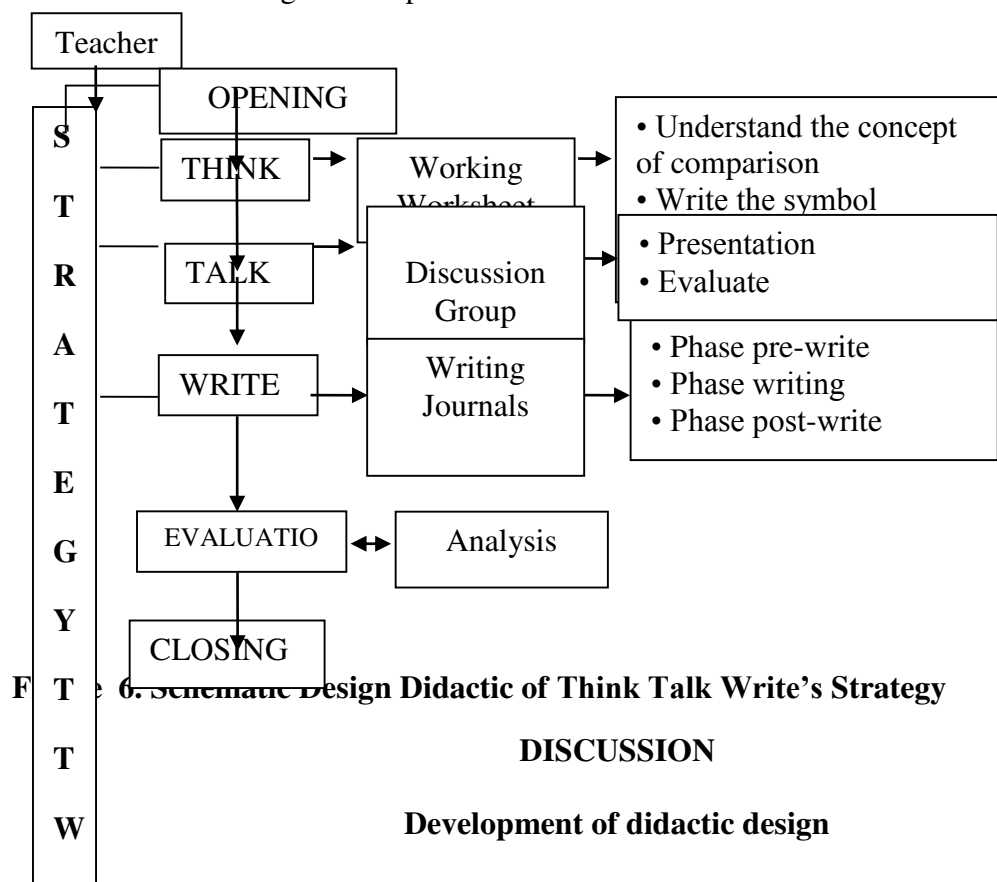 Teacher
OPENING
THINK
Working
Worksheet
• Understand the concept
of comparison
• Write the symbol
TALK
Discussion
Group
• Presentation
• Evaluate
WRITE
Writing
Journals
• Phase pre-write
• Phase writing
• Phase post-write
EVALUATIO
Analysis
CLOSING
S
T
R
A
T
E
G
Y
T
T
W
6. Schematic Design Didactic of Think Talk Write's Strategy
DISCUSSION
Development of didactic design